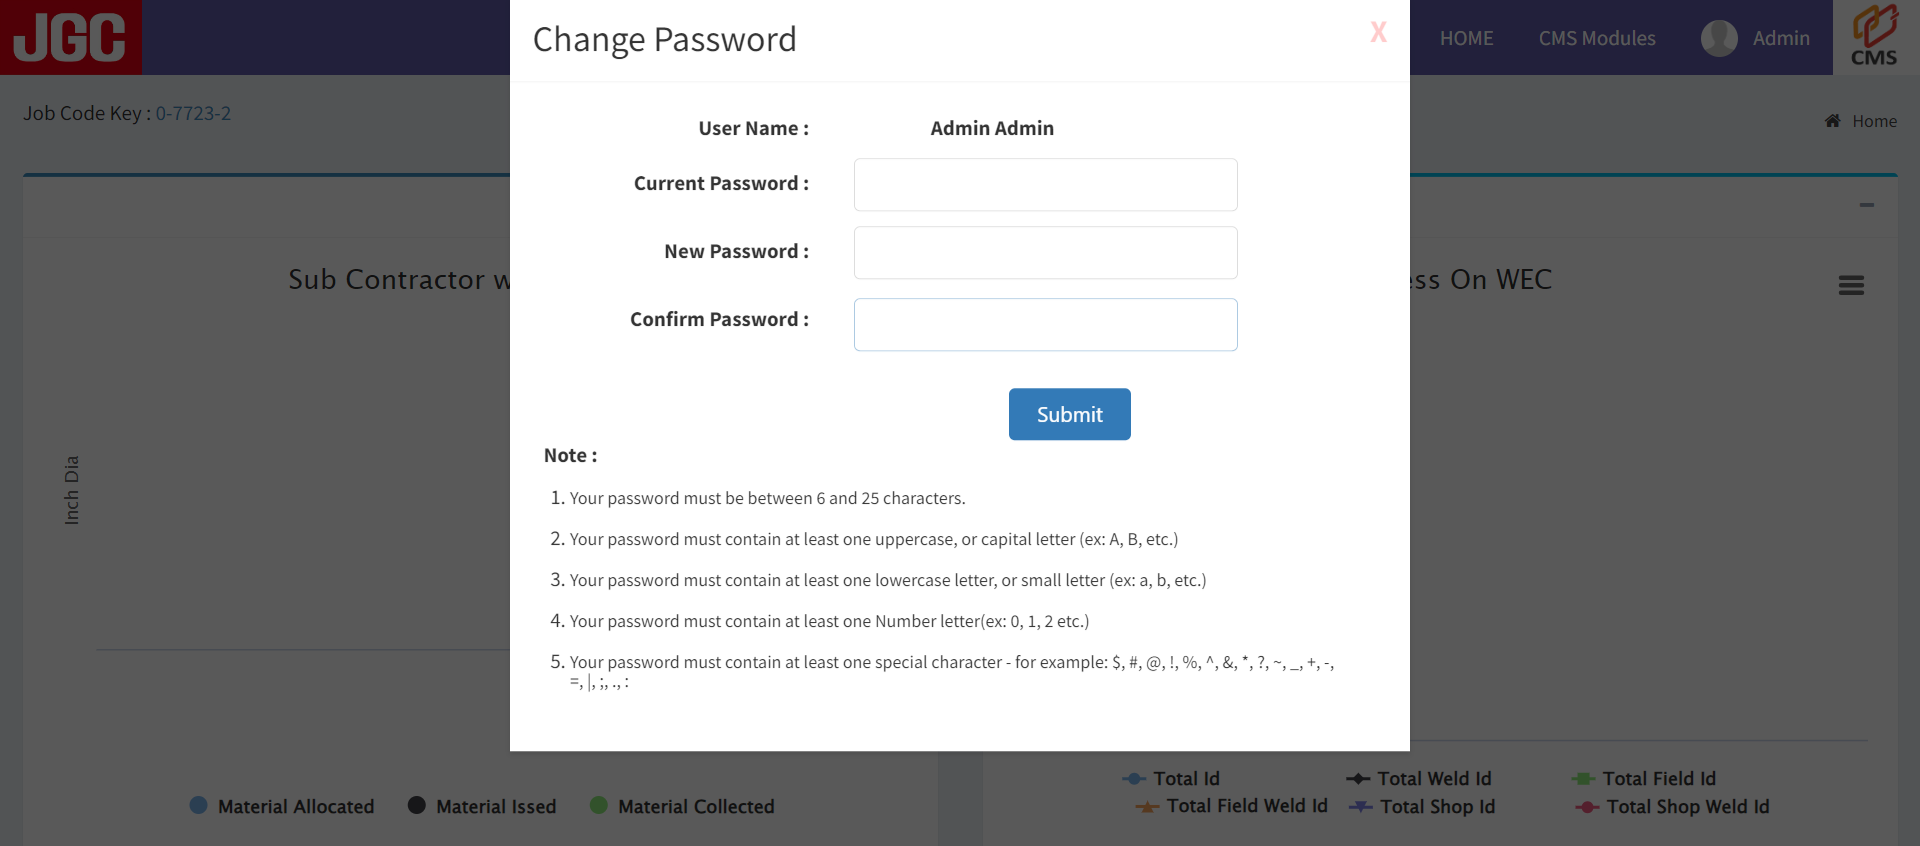 JGC
HOME
CMS Modules
Admin
CMS
Job Code Key : 0-7723-2
Home
Change Password
X
User Name :
Admin Admin
Current Password :
New Password :
Confirm Password :
Submit
Note :
1. Your password must be between 6 and 25 characters.
2. Your password must contain at least one uppercase, or capital letter (ex: A, B, etc.)
3. Your password must contain at least one lowercase letter, or small letter (ex: a, b, etc.)
4. Your password must contain at least one Number letter(ex: 0, 1, 2 etc.)
5. Your password must contain at least one special character - for example: $, #, @, !, %, ^, &, *, ?, ~, _, +, -,
=, |, ;, ., :
Sub Contractor
On WEC
Inch Dia
Material Allocated
Material Issed
Material Collected
Total Id
Total Weld Id
Total Field Id
Total Field Weld Id
Total Shop Id
Total Shop Weld Id